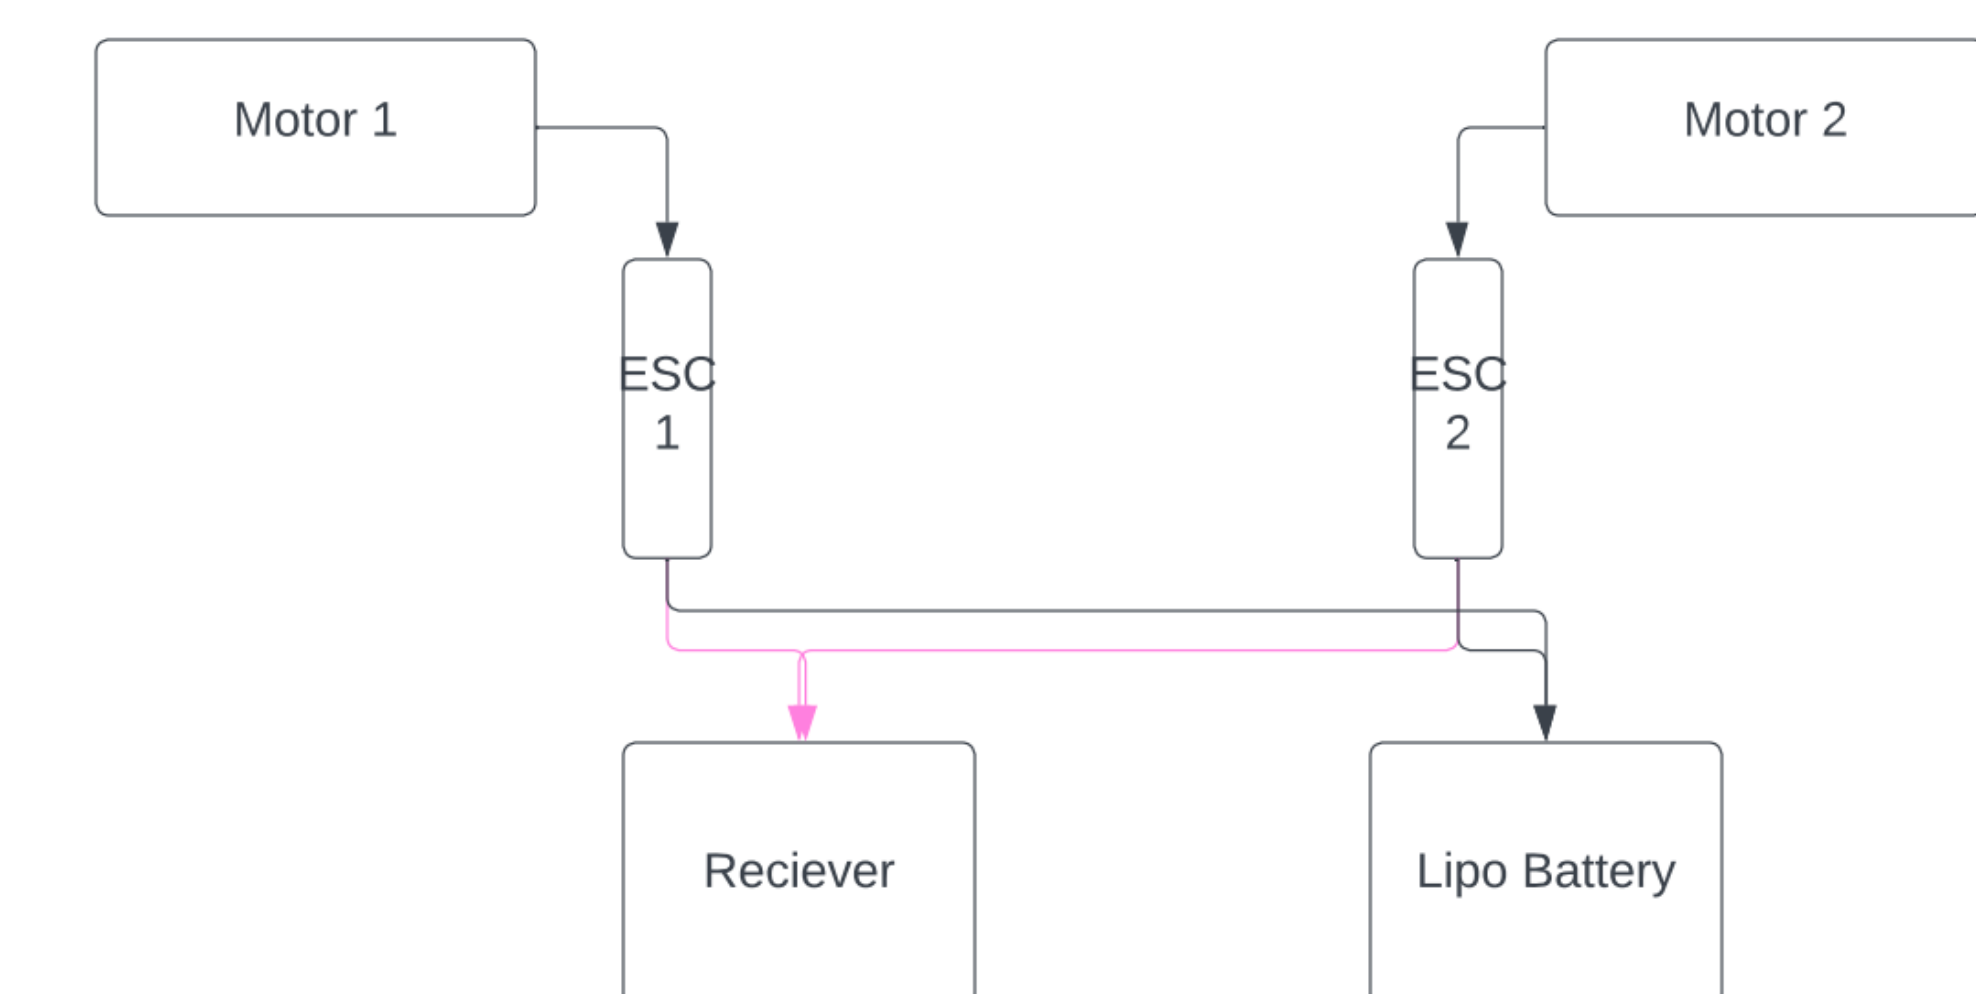 Motor 1
Motor 2
ESC
1
ESC
2
Reciever
Lipo Battery